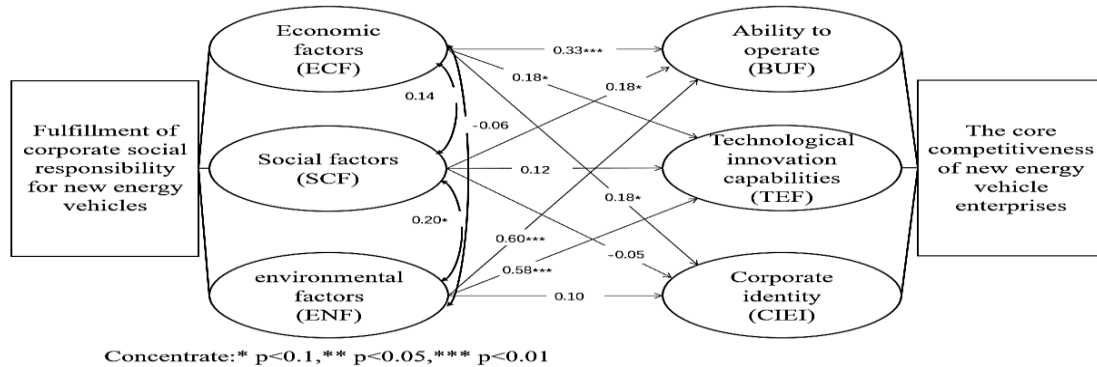 Fulfillment of
corporate social
responsibility
for new energy
vehicles
Economic
factors
(ECF)
Social factors
(SCF)
environmental
factors
(ENF)
0.14
-0.06
0.20*
0.33***
0.18*
0.18*
0.12
0.18*
0.60***
-0.05
0.58***
0.10
Ability to
operate
(BUF)
Technological
innovation
capabilities
(TEF)
Corporate
identity
(CIEI)
The core
competitiveness
of new energy
vehicle
enterprises
Concentrate:* p<0.1,** p<0.05,*** p<0.01